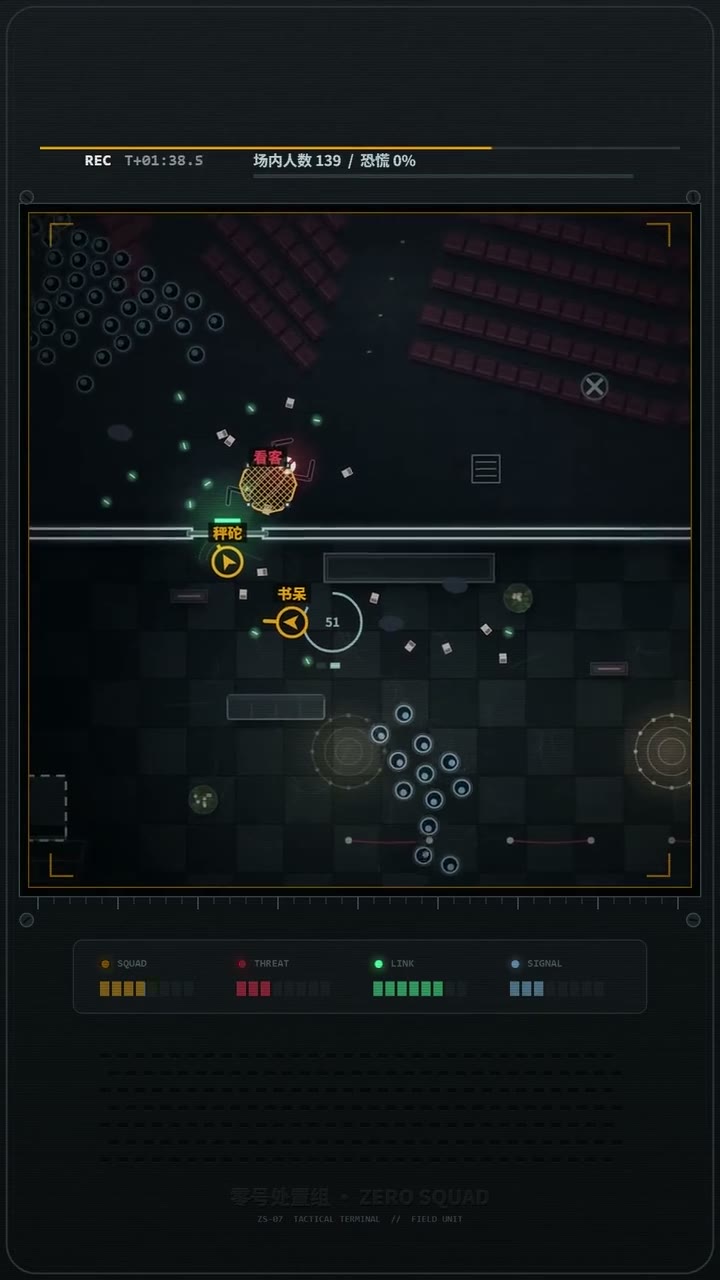 REC T+01:38.5 场内人数 139 / 恐慌 0%
看客
秤砣
书呆
51
SQUAD THREAT LINK SIGNAL
零号处置组 · ZERO SQUAD
ZS-07 TACTICAL TERMINAL // FIELD UNIT